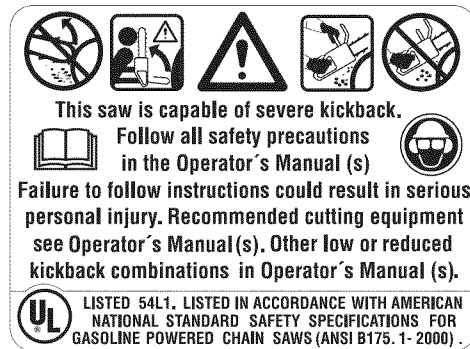 This saw is capable of severe kickback.
Follow all safety precautions
in the Operator´s Manual (s)
Failure to follow instructions could result in serious
personal injury. Recommended cutting equipment
see Operator´s Manual(s). Other low or reduced
kickback combinations in Operator´s Manual (s).
UL ®
LISTED 54L1. LISTED IN ACCORDANCE WITH AMERICAN
NATIONAL STANDARD SAFETY SPECIFICATIONS FOR
GASOLINE POWERED CHAIN SAWS (ANSI B175. 1- 2000) .